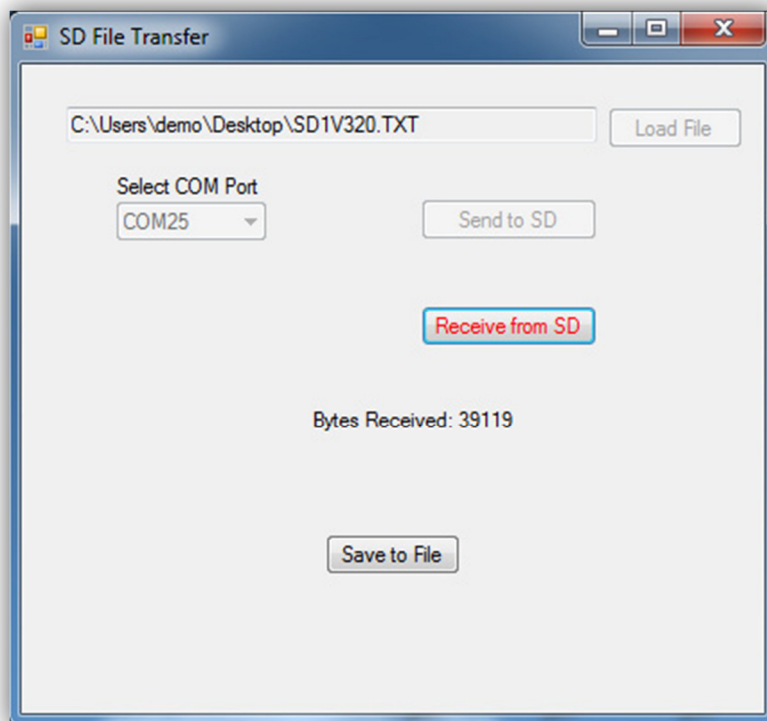 SD File Transfer
C:\Users\demo\Desktop\SD1V320.TXT
Load File
Select COM Port
COM25
Send to SD
Receive from SD
Bytes Received: 39119
Save to File